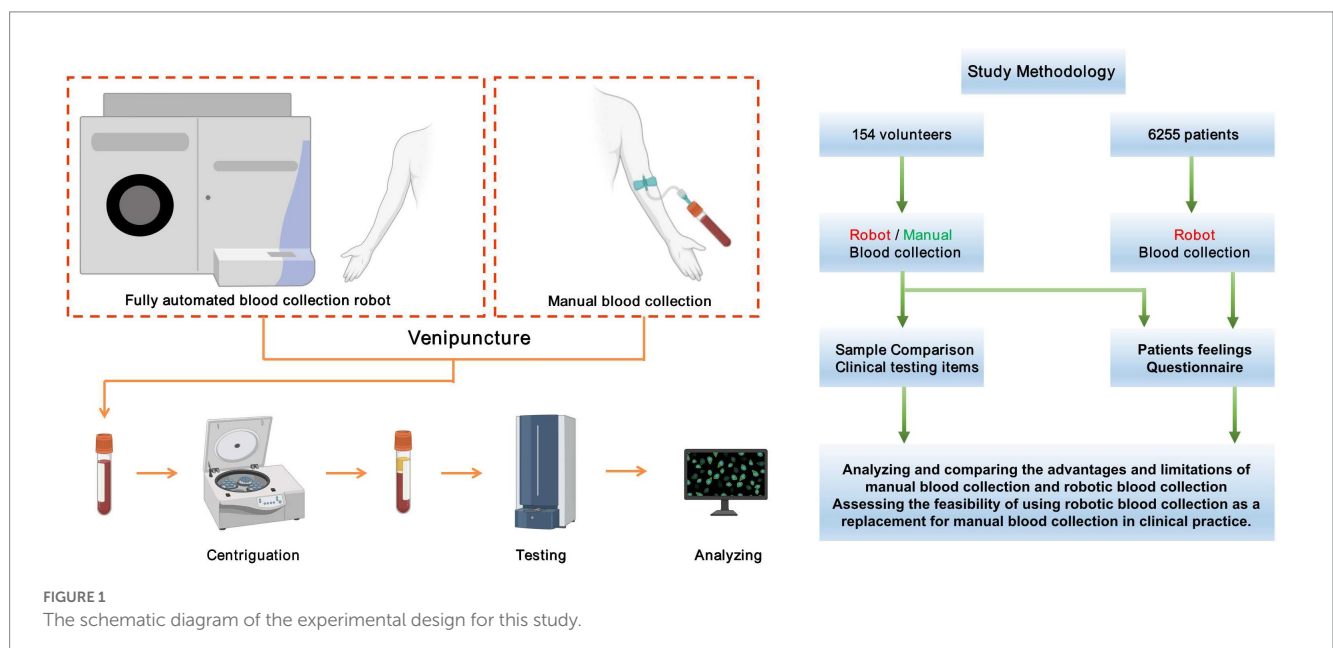 Fully automated blood collection robot
Manual blood collection
Venipuncture
Centriguation
Testing
Analyzing
Study Methodology
154 volunteers
6255 patients
Robot / Manual
Blood collection
Robot
Blood collection
Sample Comparison
Clinical testing items
Patients feelings
Questionnaire
Analyzing and comparing the advantages and limitations of
manual blood collection and robotic blood collection
Assessing the feasibility of using robotic blood collection as a
replacement for manual blood collection in clinical practice.
FIGURE 1
The schematic diagram of the experimental design for this study.